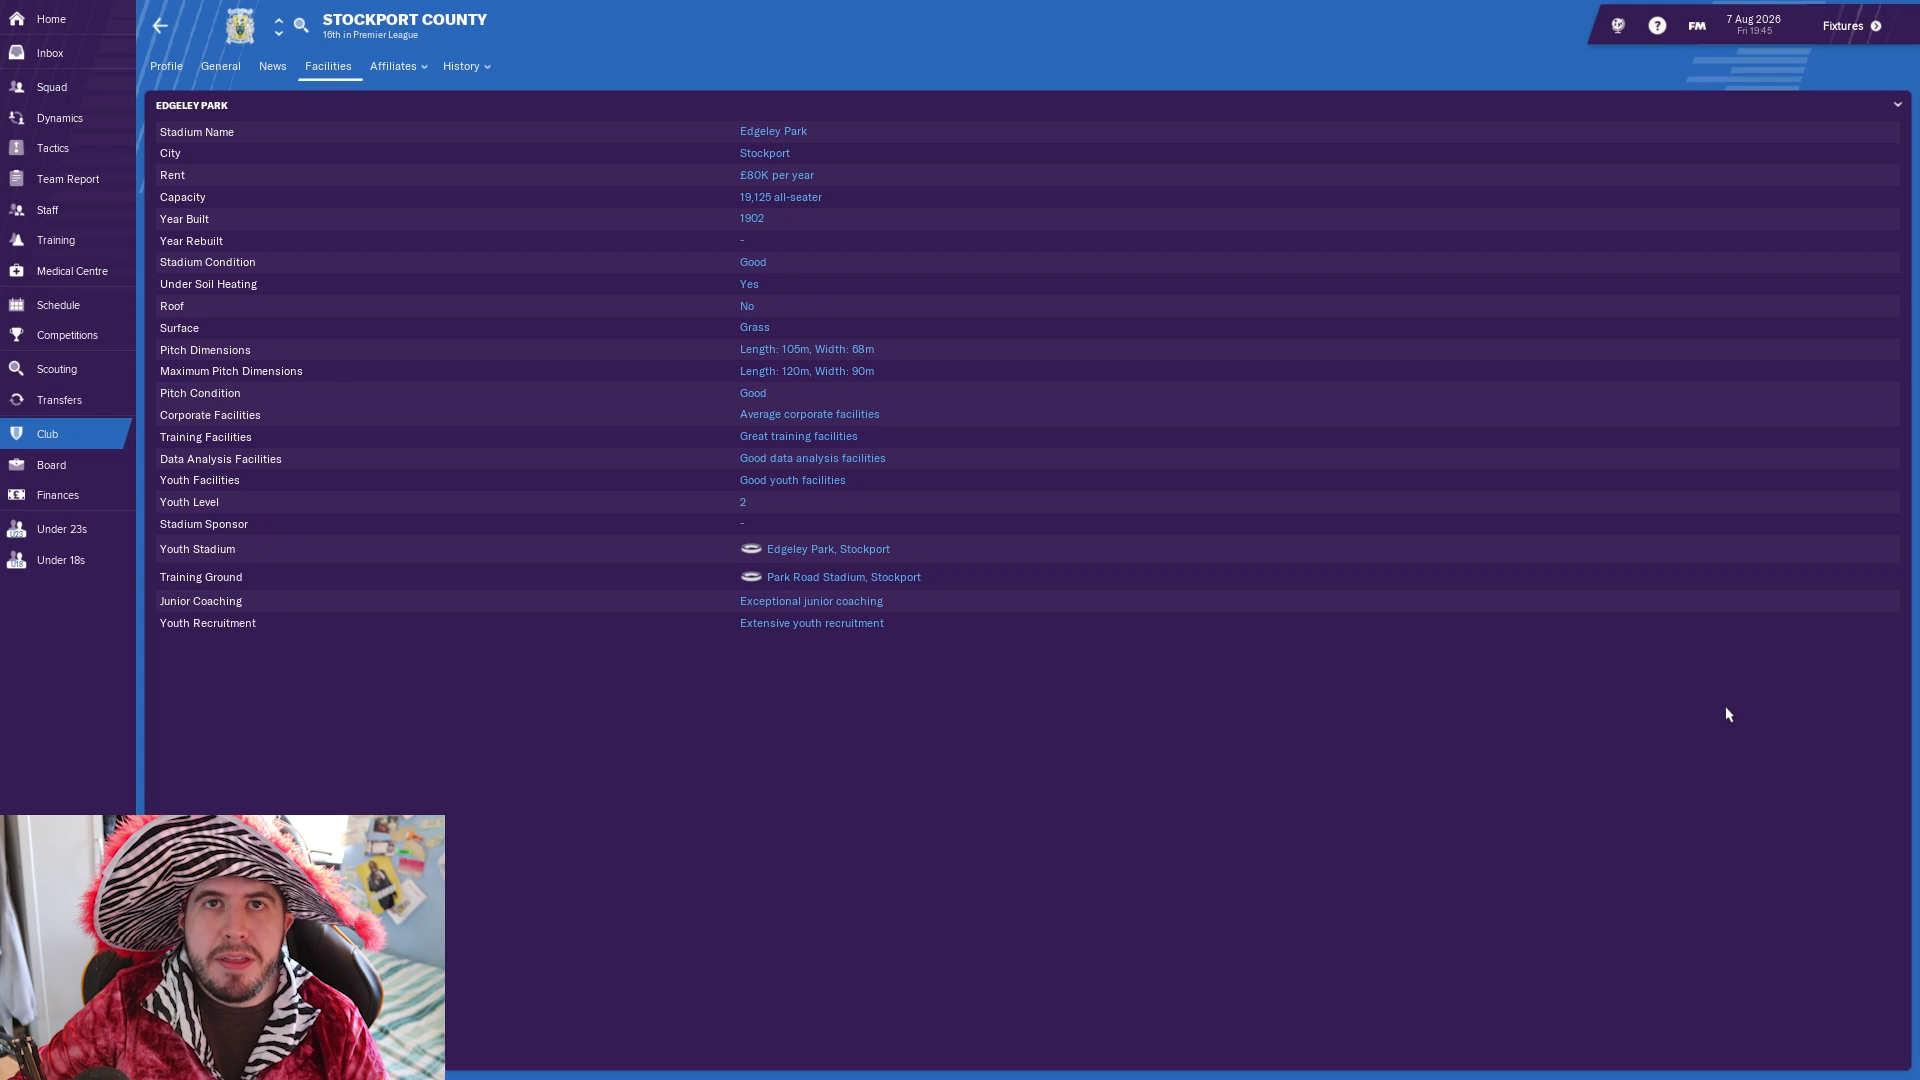 Home
Inbox
Squad
Dynamics
Tactics
Team Report
Staff
Training
Medical Centre
Schedule
Competitions
Scouting
Transfers
Club
Board
Finances
Under 23s
Under 18s
STOCKPORT COUNTY
16th in Premier League
FM
7 Aug 2026
Fri 19:45
Fixtures
Profile General News Facilities Affiliates History
EDGELEY PARK
Stadium Name Edgeley Park
City Stockport
Rent £80K per year
Capacity 19,125 all-seater
Year Built 1902
Year Rebuilt -
Stadium Condition Good
Under Soil Heating Yes
Roof No
Surface Grass
Pitch Dimensions Length: 105m, Width: 68m
Maximum Pitch Dimensions Length: 120m, Width: 90m
Pitch Condition Good
Corporate Facilities Average corporate facilities
Training Facilities Great training facilities
Data Analysis Facilities Good data analysis facilities
Youth Facilities Good youth facilities
Youth Level 2
Stadium Sponsor -
Youth Stadium Edgeley Park, Stockport
Training Ground Park Road Stadium, Stockport
Junior Coaching Exceptional junior coaching
Youth Recruitment Extensive youth recruitment